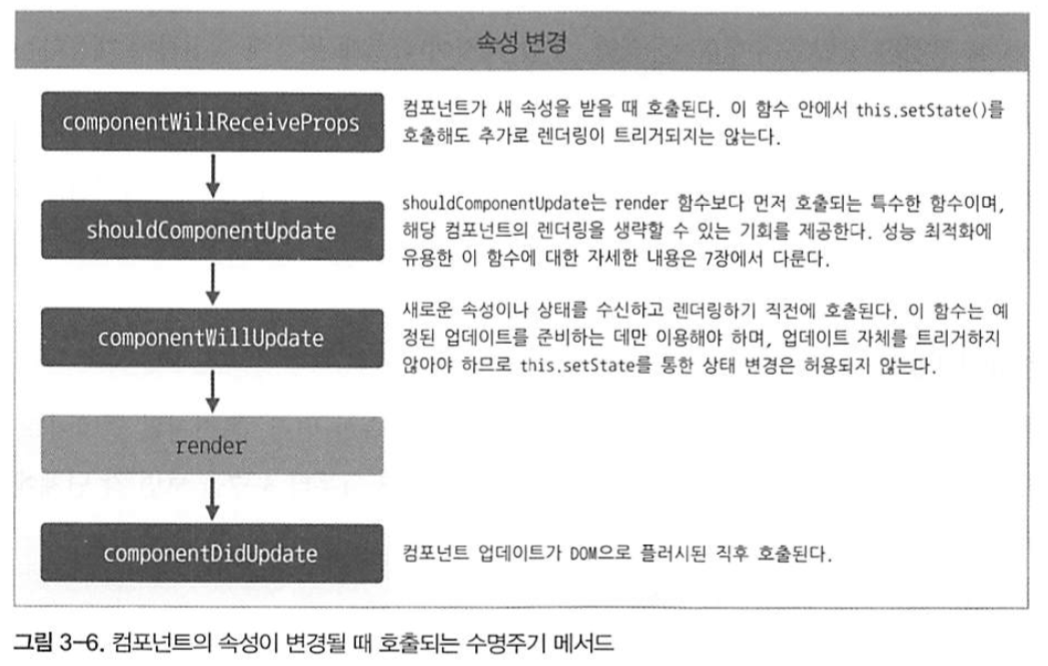 속성 변경
componentWillReceiveProps
컴포넌트가 새 속성을 받을 때 호출된다. 이 함수 안에서 this.setState()를
호출해도 추가로 렌더링이 트리거되지는 않는다.
shouldComponentUpdate
shouldComponentUpdate는 render 함수보다 먼저 호출되는 특수한 함수이며,
해당 컴포넌트의 렌더링을 생략할 수 있는 기회를 제공한다. 성능 최적화에
유용한 이 함수에 대한 자세한 내용은 7장에서 다룬다.
componentWillUpdate
새로운 속성이나 상태를 수신하고 렌더링하기 직전에 호출된다. 이 함수는 예
정된 업데이트를 준비하는 데만 이용해야 하며, 업데이트 자체를 트리거하지
않아야 하므로 this.setState를 통한 상태 변경은 허용되지 않는다.
render
componentDidUpdate
컴포넌트 업데이트가 DOM으로 플러시된 직후 호출된다.
그림 3-6. 컴포넌트의 속성이 변경될 때 호출되는 수명주기 메서드